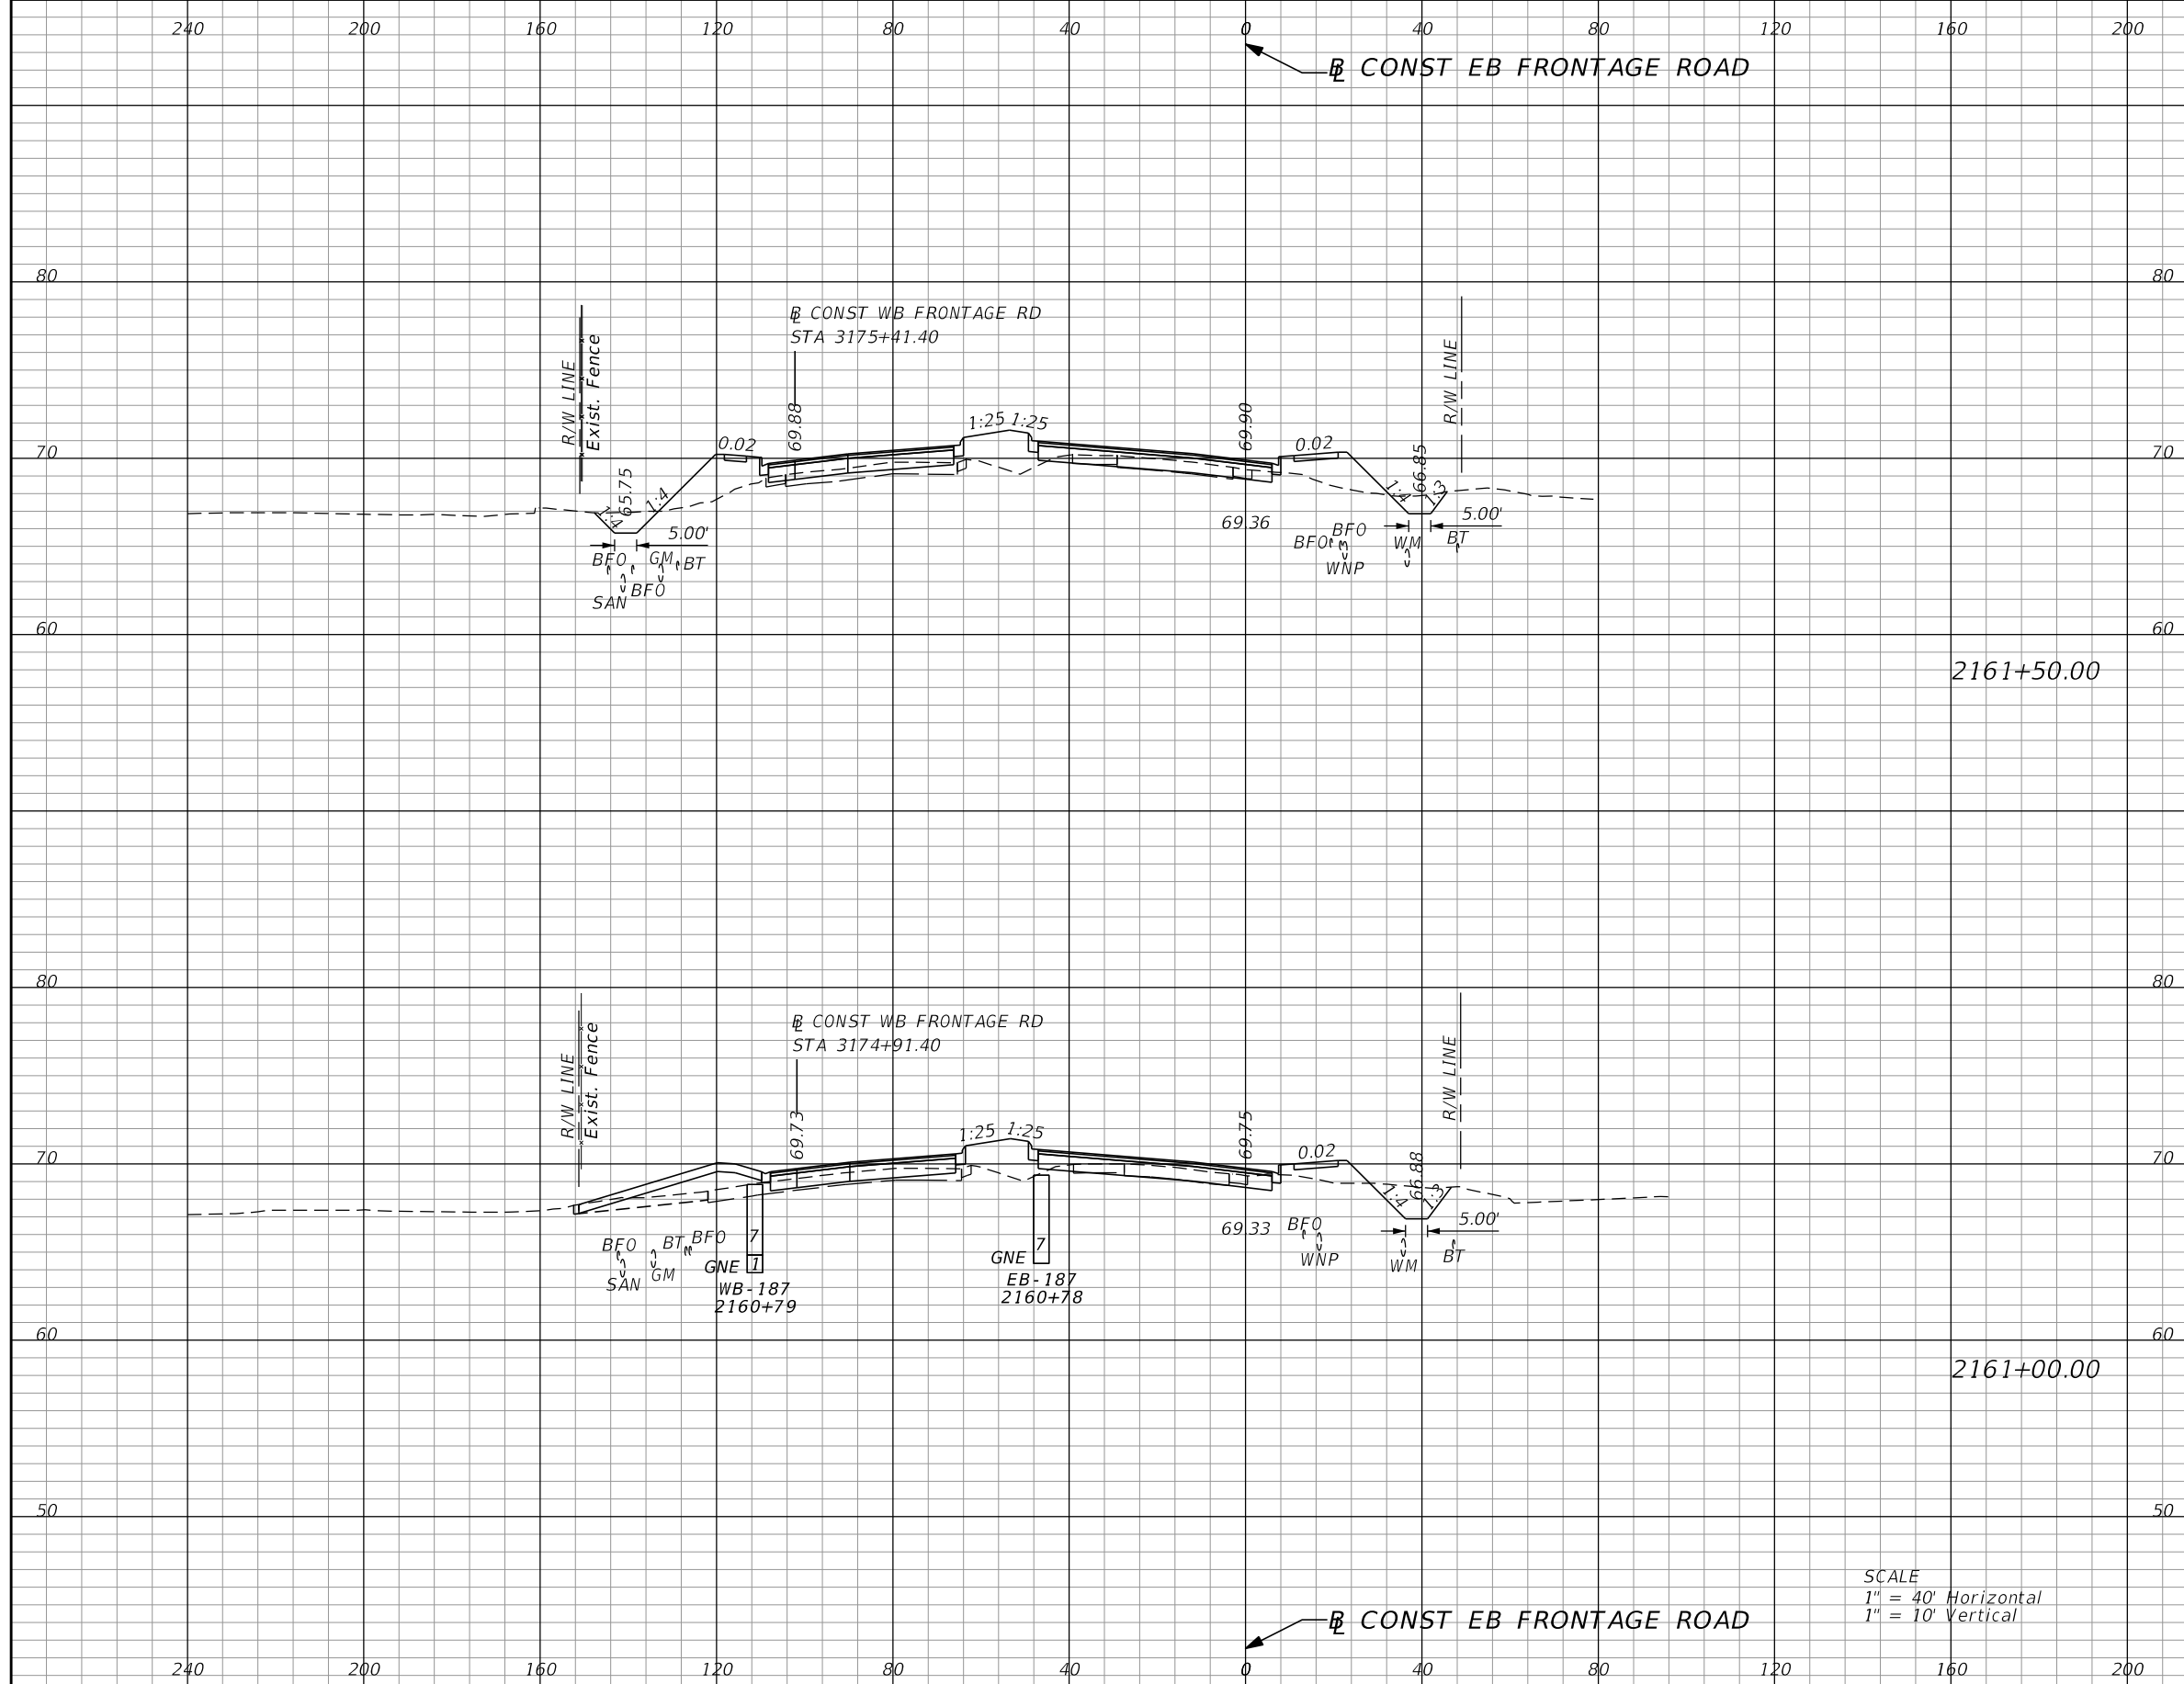 240 200 160 120 80 40 0 40 80 120 160 200
BL CONST EB FRONTAGE ROAD
80 80
BL CONST WB FRONTAGE RD
STA 3175+41.40
R/W LINE
Exist. Fence
R/W LINE
69.88
69.90
1:25 1:25
0.02
0.02
70 70
65.75
66.85
1:4
1:4
1:4
1:3
5.00'
5.00'
69.36
BFO GM BT
BFO
SAN
BFO
BFO
WNP
WM
BT
60 60
2161+50.00
80 80
BL CONST WB FRONTAGE RD
STA 3174+91.40
R/W LINE
Exist. Fence
R/W LINE
69.73
69.75
1:25 1:25
0.02
70 70
66.88
1:4
1:3
5.00'
69.33
BFO
BT BFO
SAN
GM
7
GNE 1
WB-187
2160+79
7
GNE
EB-187
2160+78
BFO
WNP
WM
BT
60 60
2161+00.00
50 50
SCALE
1" = 40' Horizontal
1" = 10' Vertical
BL CONST EB FRONTAGE ROAD
240 200 160 120 80 40 0 40 80 120 160 200